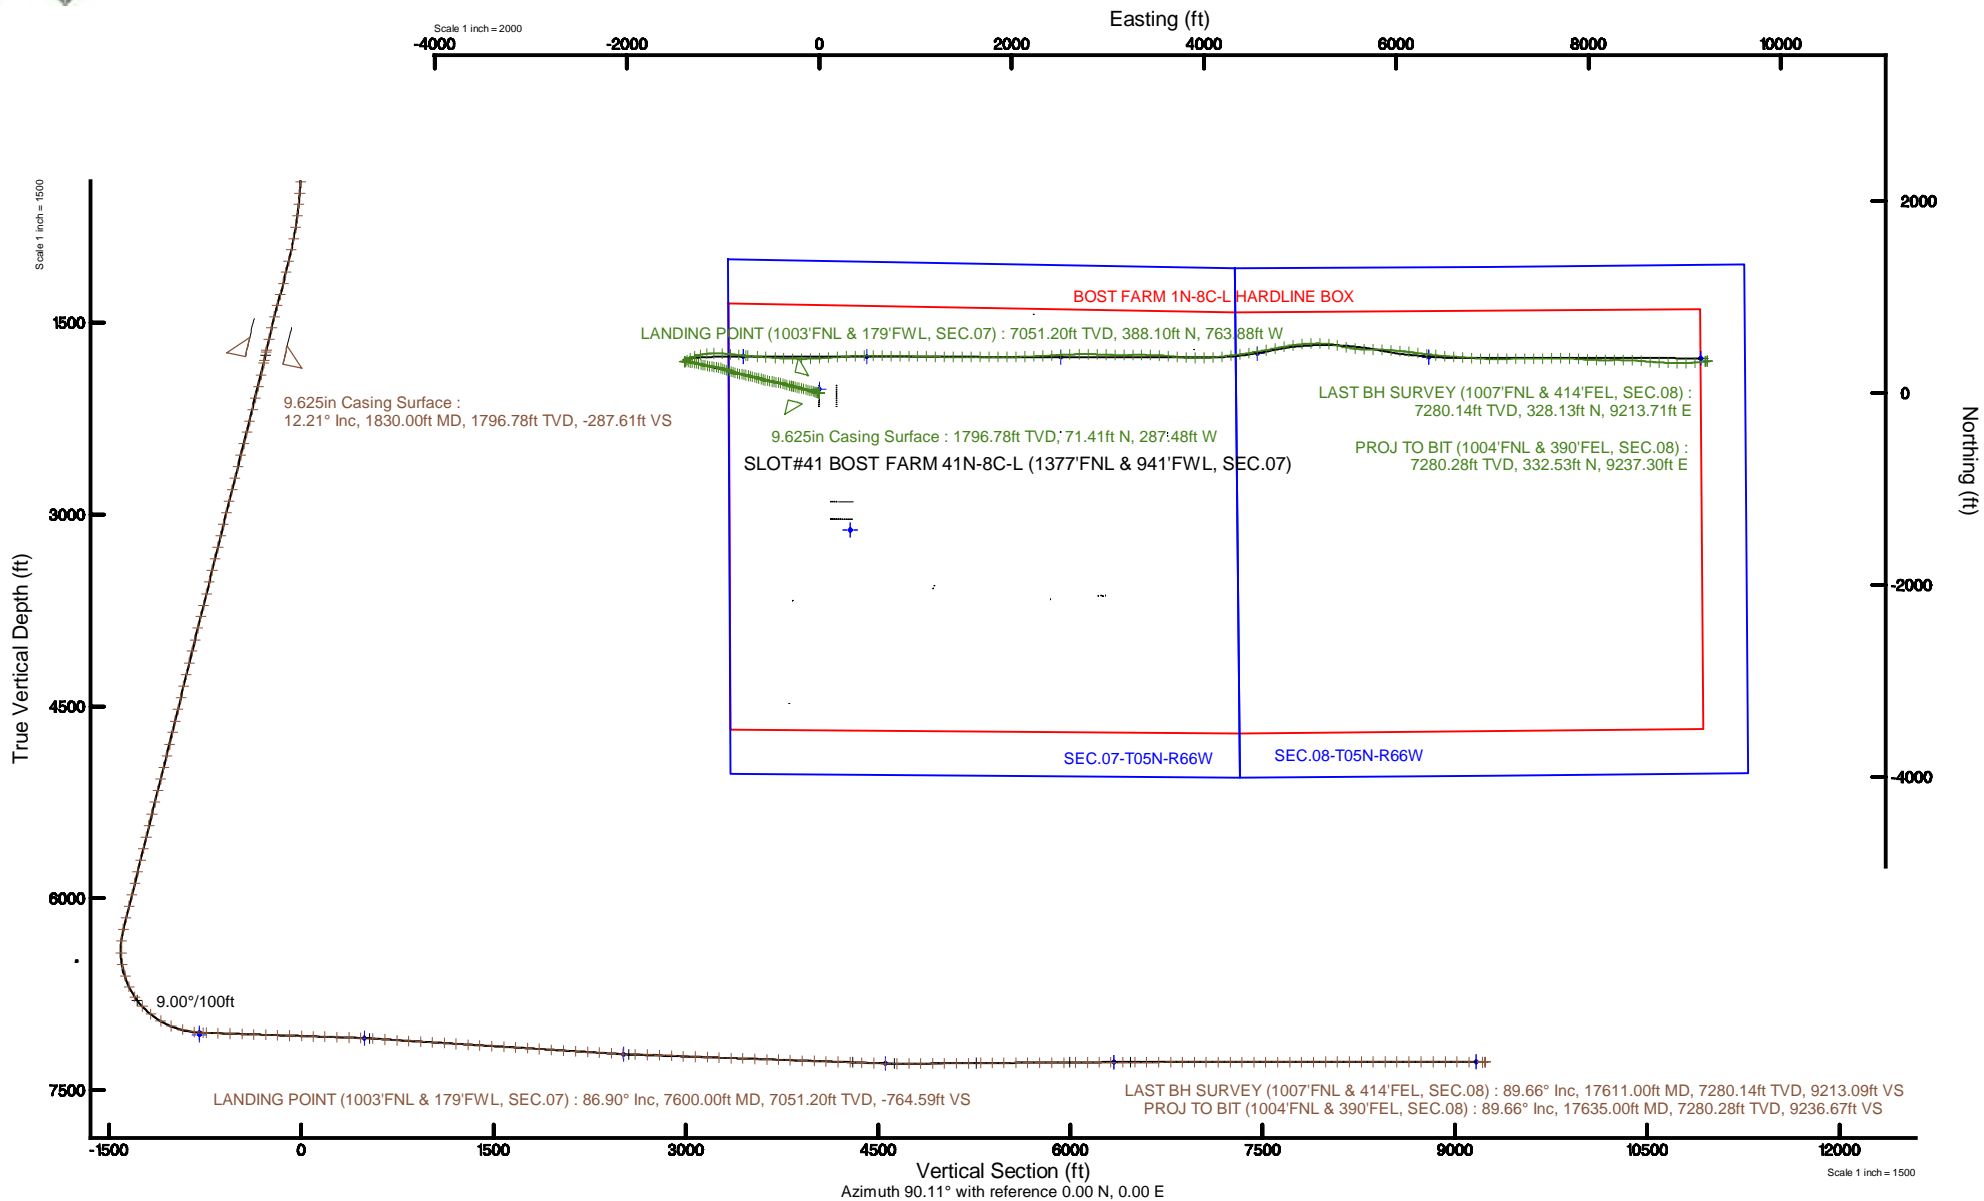 Easting (ft)
Scale 1 inch = 2000
-4000 -2000 0 2000 4000 6000 8000 10000
Scale 1 inch = 1500
2000
0
-2000
-4000
Northing (ft)
1500
3000
4500
6000
7500
True Vertical Depth (ft)
BOST FARM 1N-8C-L HARDLINE BOX
LANDING POINT (1003'FNL & 179'FWL, SEC.07) : 7051.20ft TVD, 388.10ft N, 763.88ft W
9.625in Casing Surface :
12.21° Inc, 1830.00ft MD, 1796.78ft TVD, -287.61ft VS
LAST BH SURVEY (1007'FNL & 414'FEL, SEC.08) :
7280.14ft TVD, 328.13ft N, 9213.71ft E
9.625in Casing Surface : 1796.78ft TVD, 71.41ft N, 287.48ft W
PROJ TO BIT (1004'FNL & 390'FEL, SEC.08) :
7280.28ft TVD, 332.53ft N, 9237.30ft E
SLOT#41 BOST FARM 41N-8C-L (1377'FNL & 941'FWL, SEC.07)
SEC.07-T05N-R66W
SEC.08-T05N-R66W
9.00°/100ft
LANDING POINT (1003'FNL & 179'FWL, SEC.07) : 86.90° Inc, 7600.00ft MD, 7051.20ft TVD, -764.59ft VS
LAST BH SURVEY (1007'FNL & 414'FEL, SEC.08) : 89.66° Inc, 17611.00ft MD, 7280.14ft TVD, 9213.09ft VS
PROJ TO BIT (1004'FNL & 390'FEL, SEC.08) : 89.66° Inc, 17635.00ft MD, 7280.28ft TVD, 9236.67ft VS
-1500 0 1500 3000 4500 6000 7500 9000 10500 12000
Vertical Section (ft)
Scale 1 inch = 1500
Azimuth 90.11° with reference 0.00 N, 0.00 E